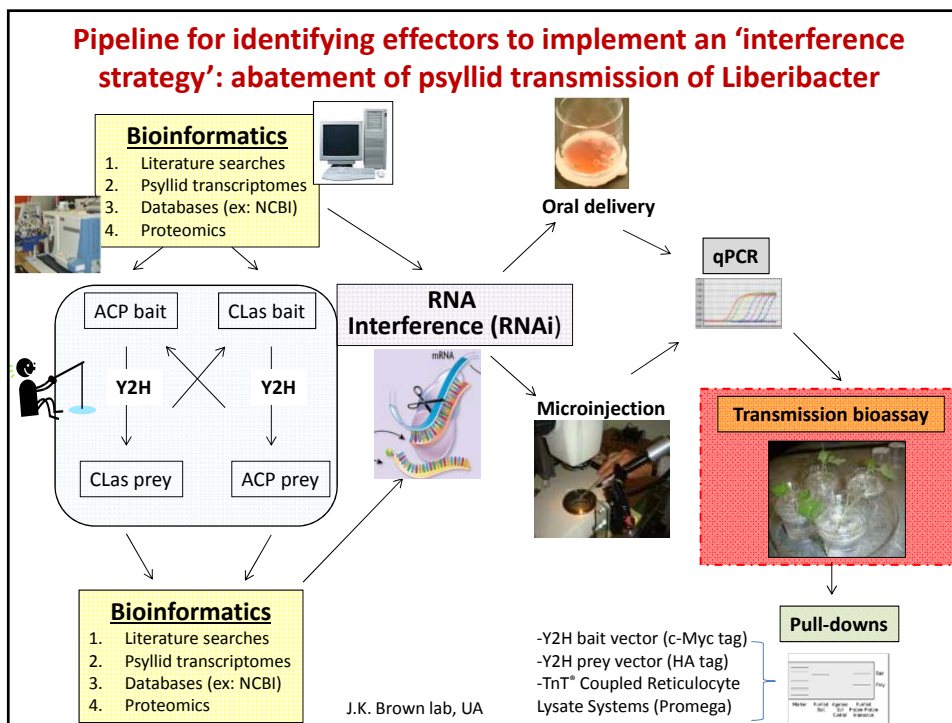 Pipeline for identifying effectors to implement an ‘interference
strategy’: abatement of psyllid transmission of Liberibacter
Bioinformatics
1. Literature searches
2. Psyllid transcriptomes
3. Databases (ex: NCBI)
4. Proteomics
Oral delivery
qPCR
ACP bait
CLas bait
Y2H
Y2H
CLas prey
ACP prey
RNA
Interference (RNAi)
mRNA
Microinjection
Transmission bioassay
Bioinformatics
1. Literature searches
2. Psyllid transcriptomes
3. Databases (ex: NCBI)
4. Proteomics
J.K. Brown lab, UA
-Y2H bait vector (c-Myc tag)
-Y2H prey vector (HA tag)
-TnT® Coupled Reticulocyte
Lysate Systems (Promega)
Pull-downs
Bait
Prey
Marker